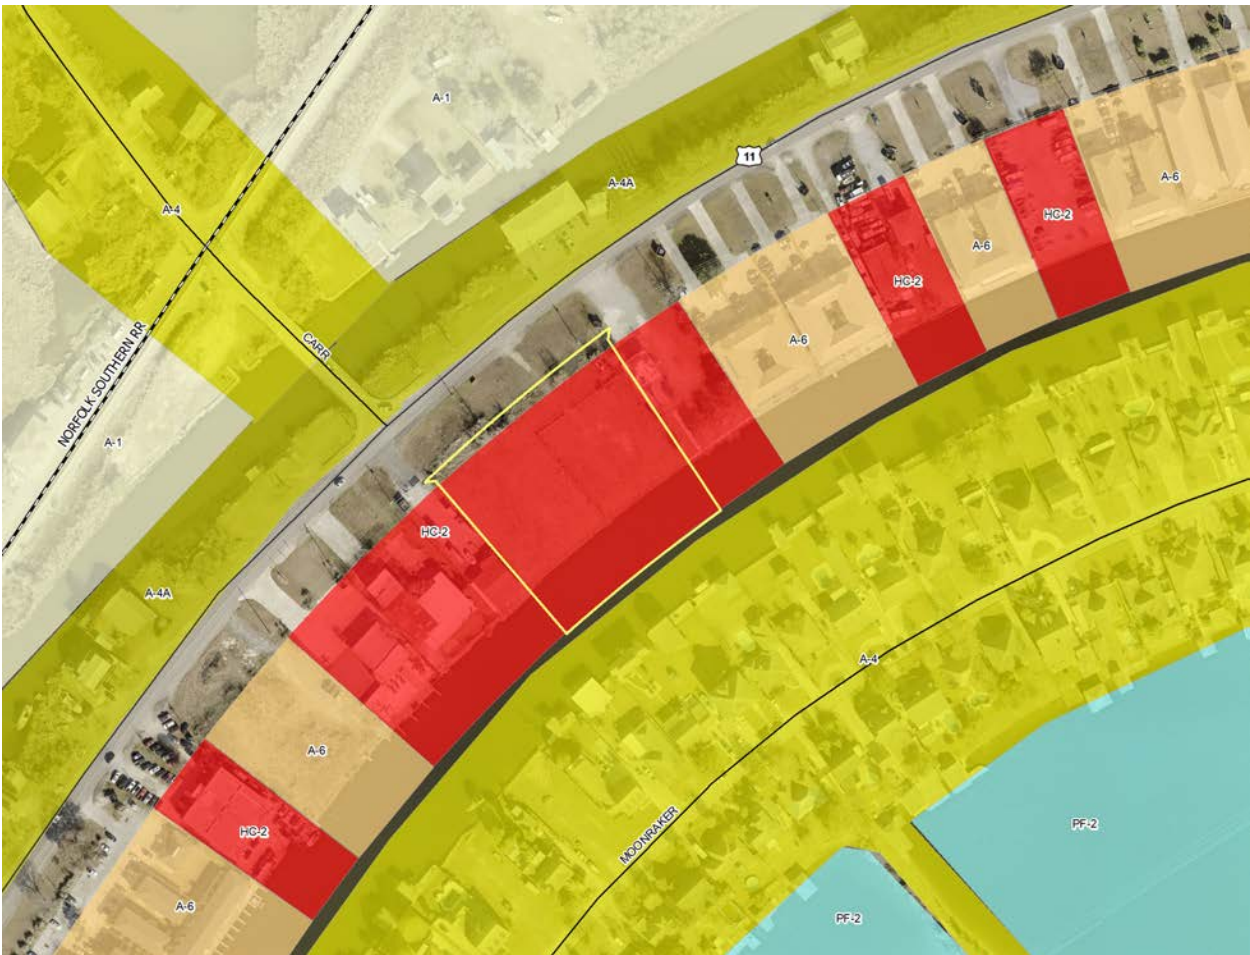 A-1
11
A-4A
A-6
A-4
HC-2
A-6
HC-2
NORFOLK SOUTHERN RR
CARR
A-6
A-1
HC-2
A-4A
A-4
A-6
MOONRAKER
PF-2
HC-2
A-6
PF-2